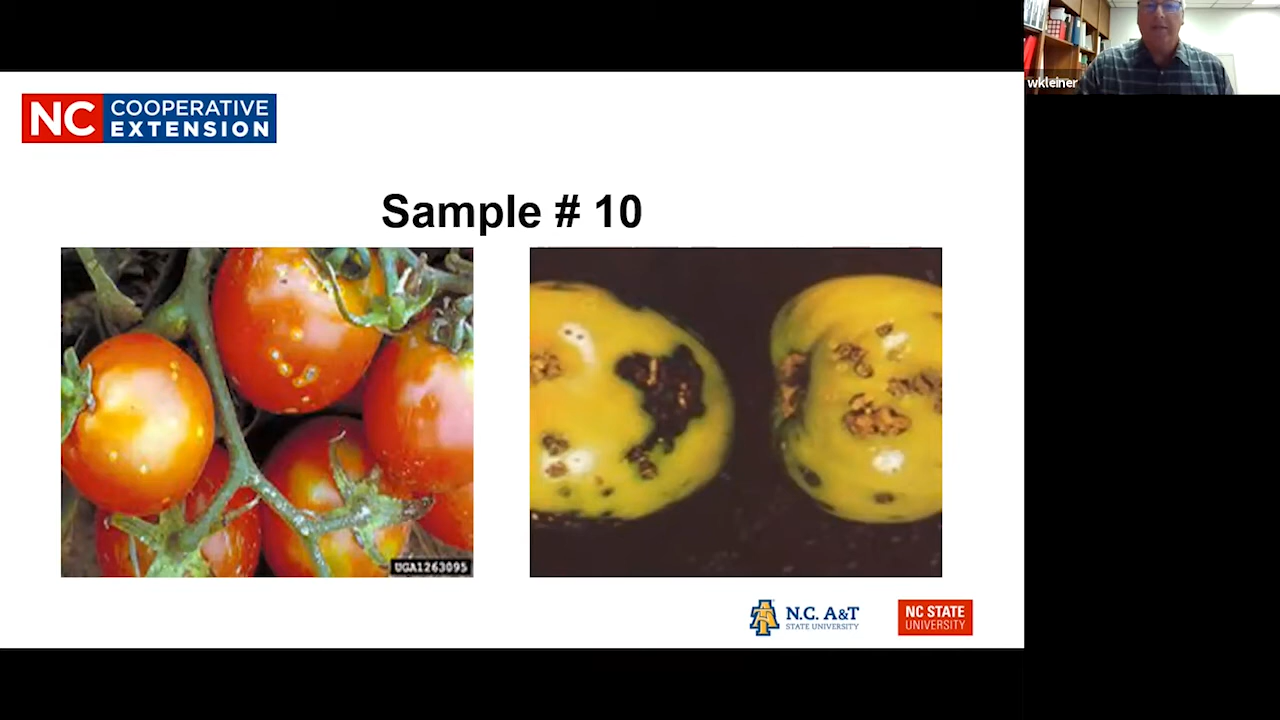 wkleiner
NC COOPERATIVE
EXTENSION
Sample # 10
UGA1263095
N.C. A&T
STATE UNIVERSITY
NC STATE
UNIVERSITY